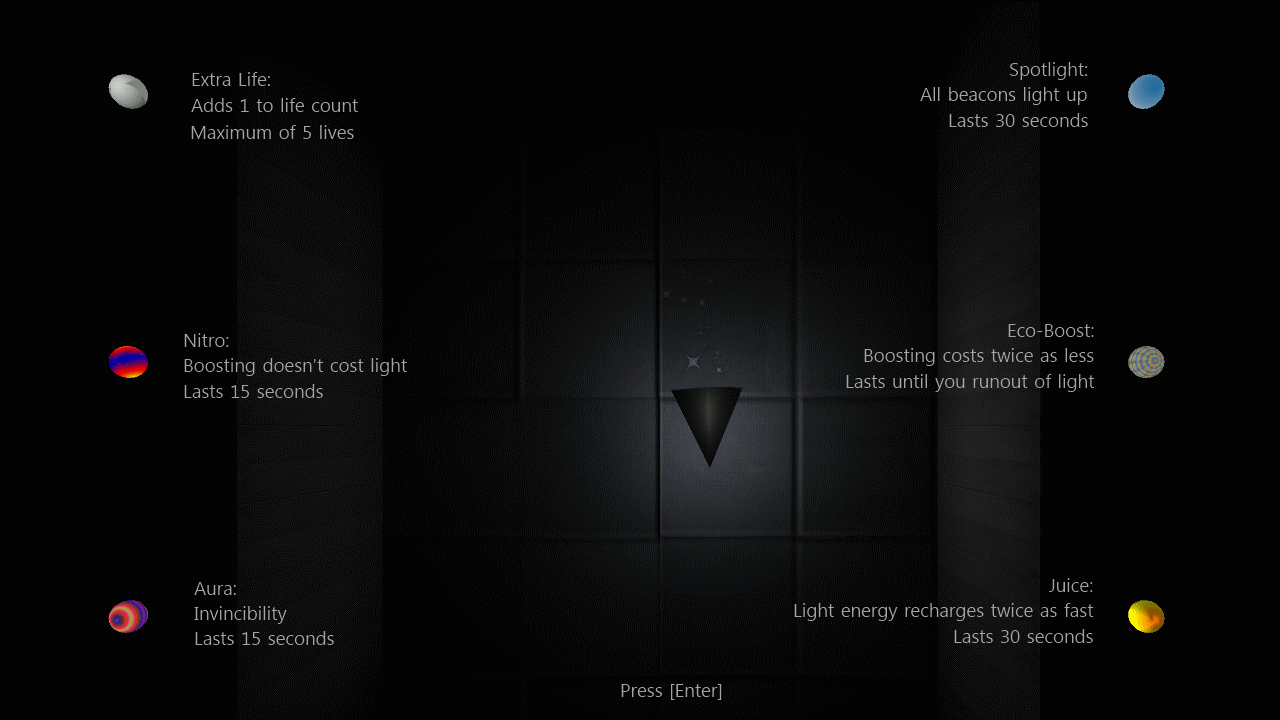 Extra Life:
Adds 1 to life count
Maximum of 5 lives
Spotlight:
All beacons light up
Lasts 30 seconds
Nitro:
Boosting doesn't cost light
Lasts 15 seconds
Eco-Boost:
Boosting costs twice as less
Lasts until you runout of light
Aura:
Invincibility
Lasts 15 seconds
Juice:
Light energy recharges twice as fast
Lasts 30 seconds
Press [Enter]